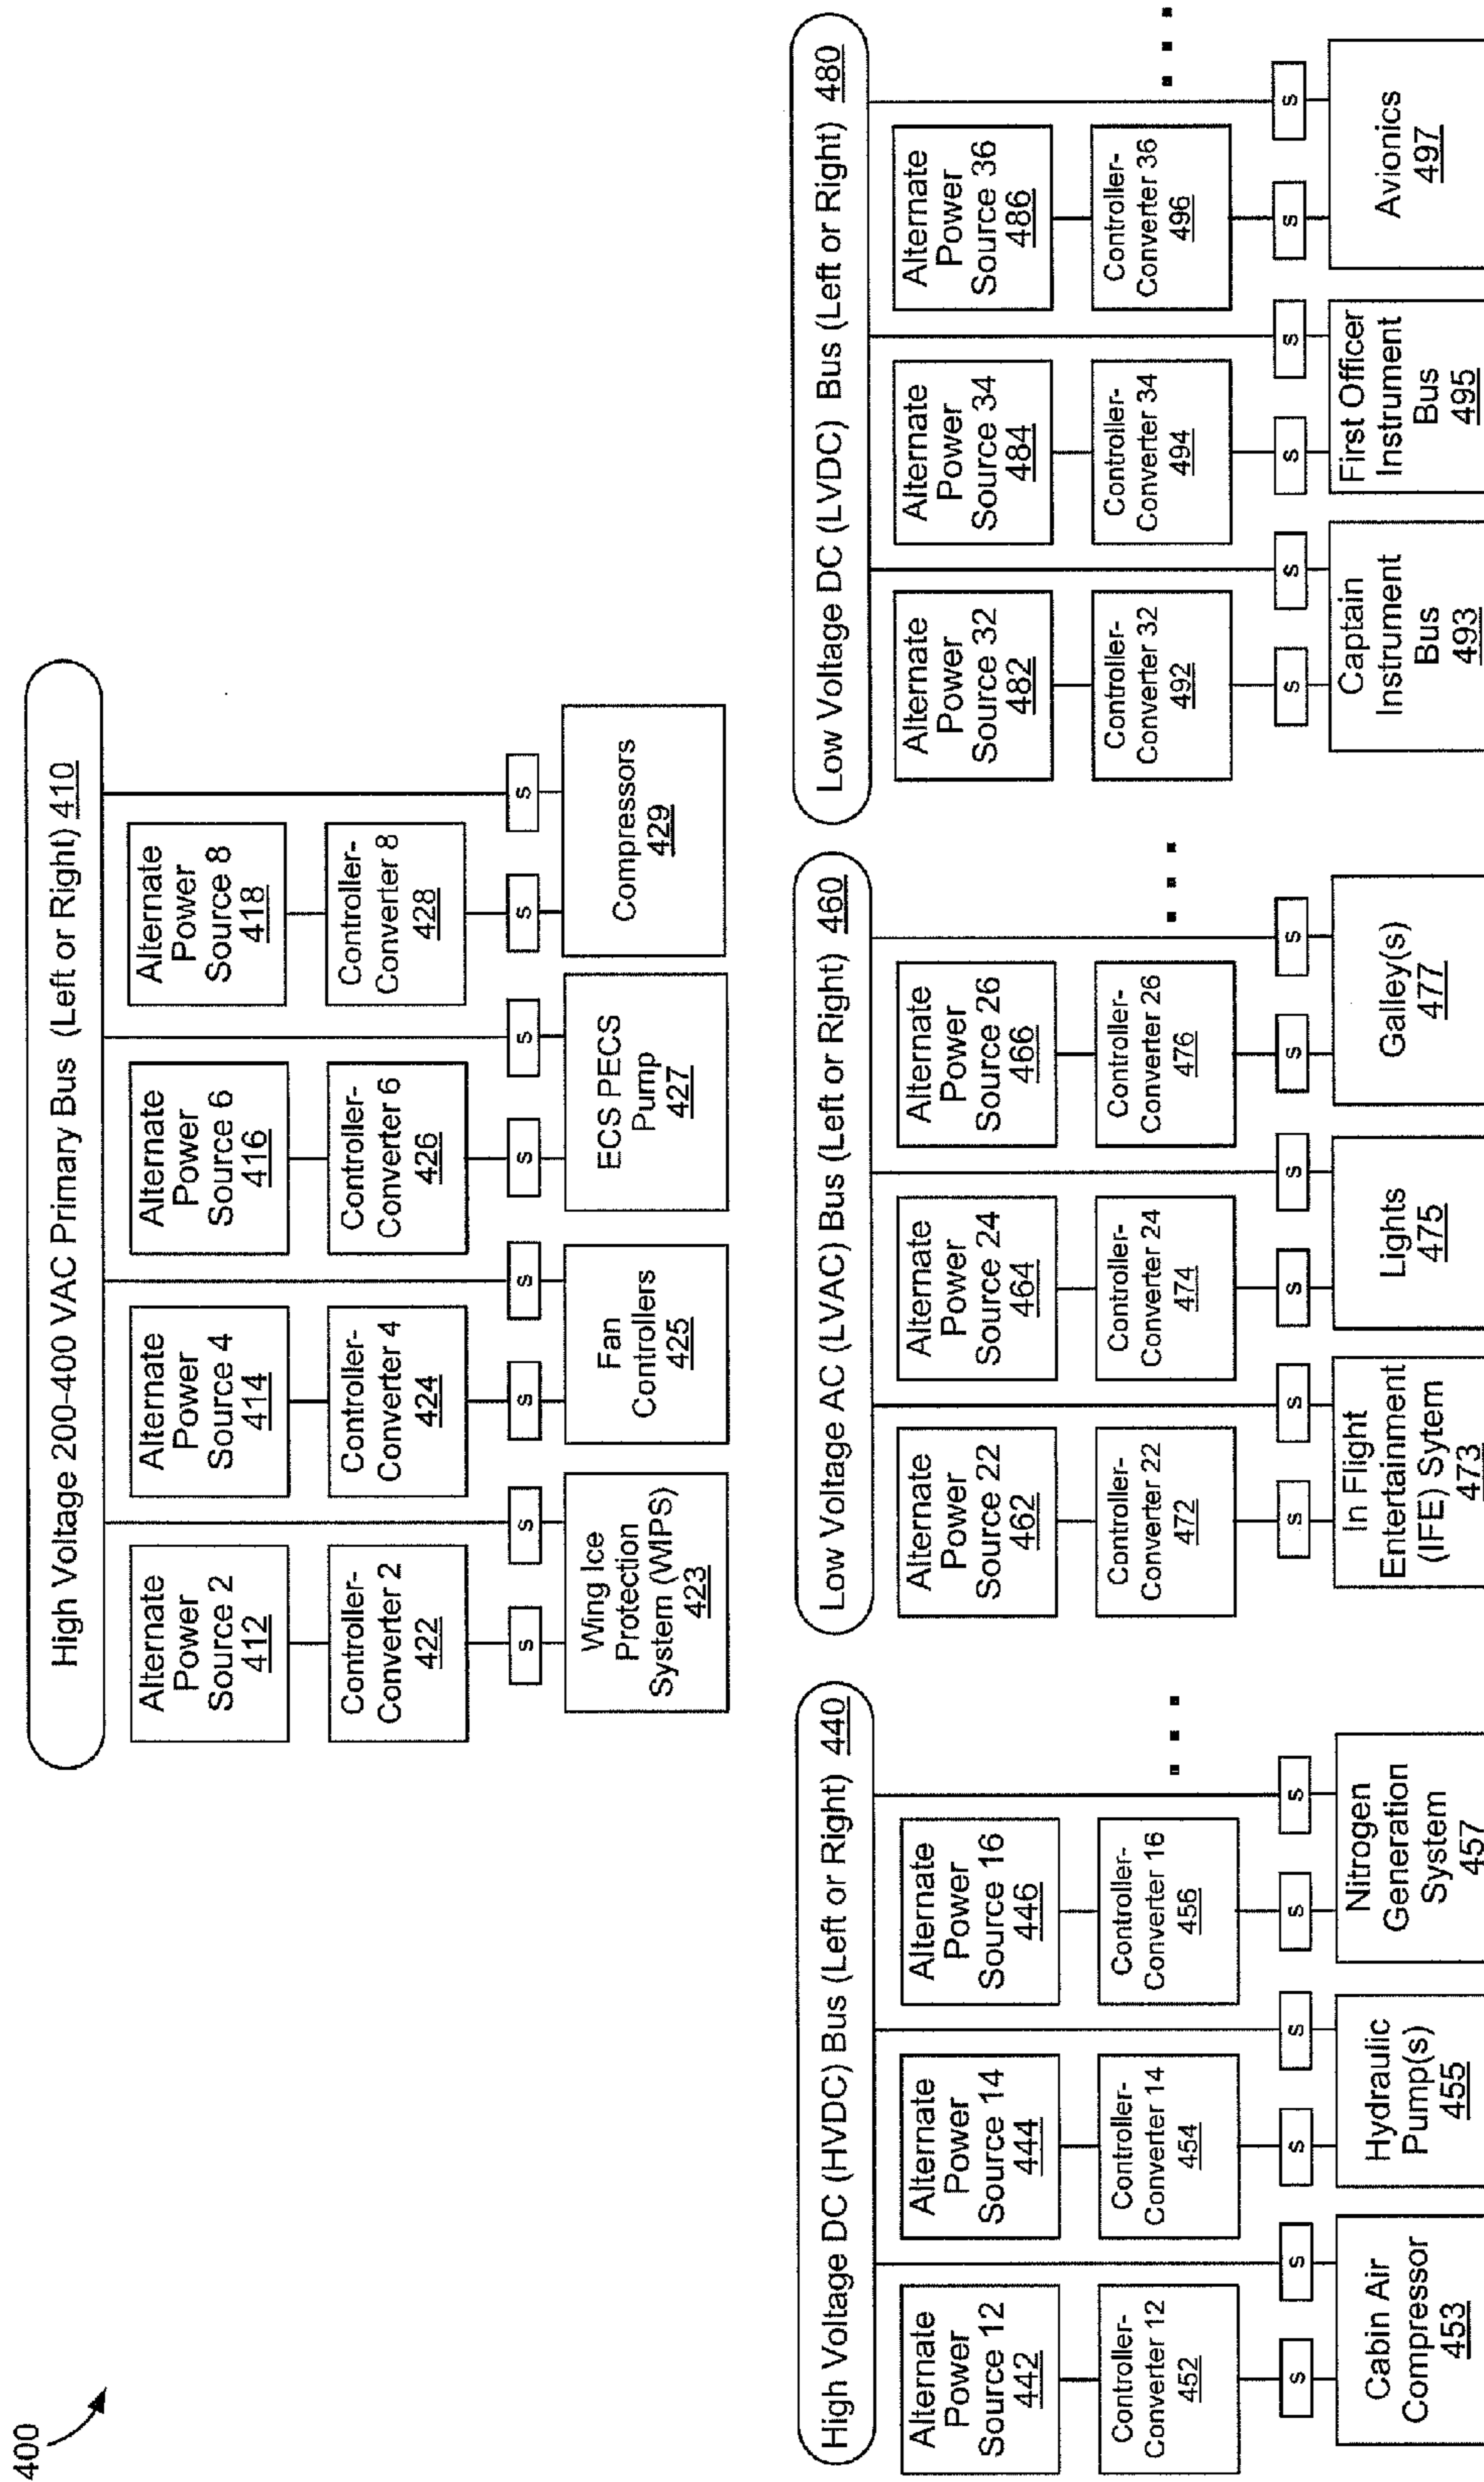 400
High Voltage 200-400 VAC Primary Bus (Left or Right) 410
Alternate
Power
Source 2
412
Alternate
Power
Source 4
414
Alternate
Power
Source 6
416
Alternate
Power
Source 8
418
Controller-
Converter 2
422
Controller-
Converter 4
424
Controller-
Converter 6
426
Controller-
Converter 8
428
S
S
S
S
S
S
S
S
Wing Ice
Protection
System (WIPS)
423
Fan
Controllers
425
ECS PECS
Pump
427
Compressors
429
High Voltage DC (HVDC) Bus (Left or Right) 440
Alternate
Power
Source 12
442
Alternate
Power
Source 14
444
Alternate
Power
Source 16
446
Controller-
Converter 12
452
Controller-
Converter 14
454
Controller-
Converter 16
456
S
S
S
S
S
S
Cabin Air
Compressor
453
Hydraulic
Pump(s)
455
Nitrogen
Generation
System
457
Low Voltage AC (LVAC) Bus (Left or Right) 460
Alternate
Power
Source 22
462
Alternate
Power
Source 24
464
Alternate
Power
Source 26
466
Controller-
Converter 22
472
Controller-
Converter 24
474
Controller-
Converter 26
476
S
S
S
S
S
S
In Flight
Entertainment
(IFE) Sytem
473
Lights
475
Galley(s)
477
Low Voltage DC (LVDC) Bus (Left or Right) 480
Alternate
Power
Source 32
482
Alternate
Power
Source 34
484
Alternate
Power
Source 36
486
Controller-
Converter 32
492
Controller-
Converter 34
494
Controller-
Converter 36
496
S
S
S
S
S
S
Captain
Instrument
Bus
493
First Officer
Instrument
Bus
495
Avionics
497